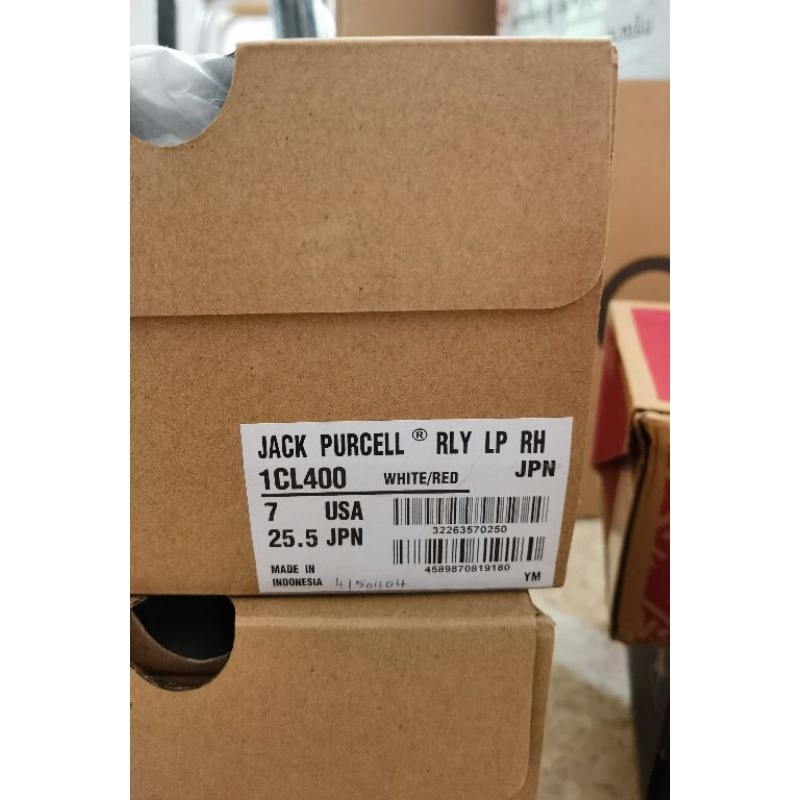 JACK PURCELL ® RLY LP RH
1CL400 WHITE/RED JPN
7 USA
25.5 JPN
32263570250
4589870819180
MADE IN
INDONESIA
YM